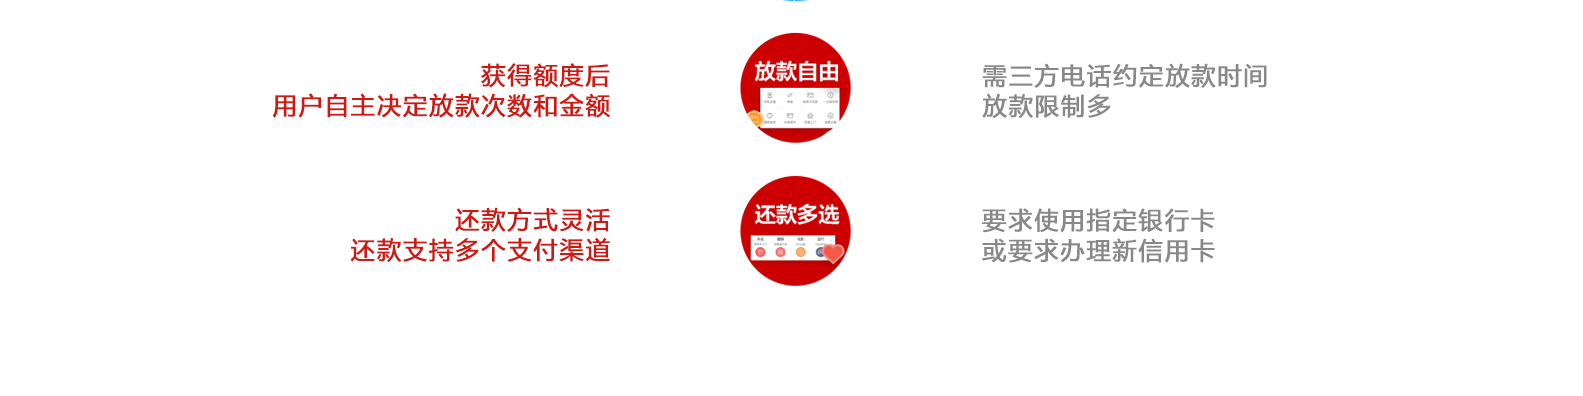 获得额度后
用户自主决定放款次数和金额
放款自由
需三方电话约定放款时间
放款限制多
还款方式灵活
还款支持多个支付渠道
还款多选
要求使用指定银行卡
或要求办理新信用卡